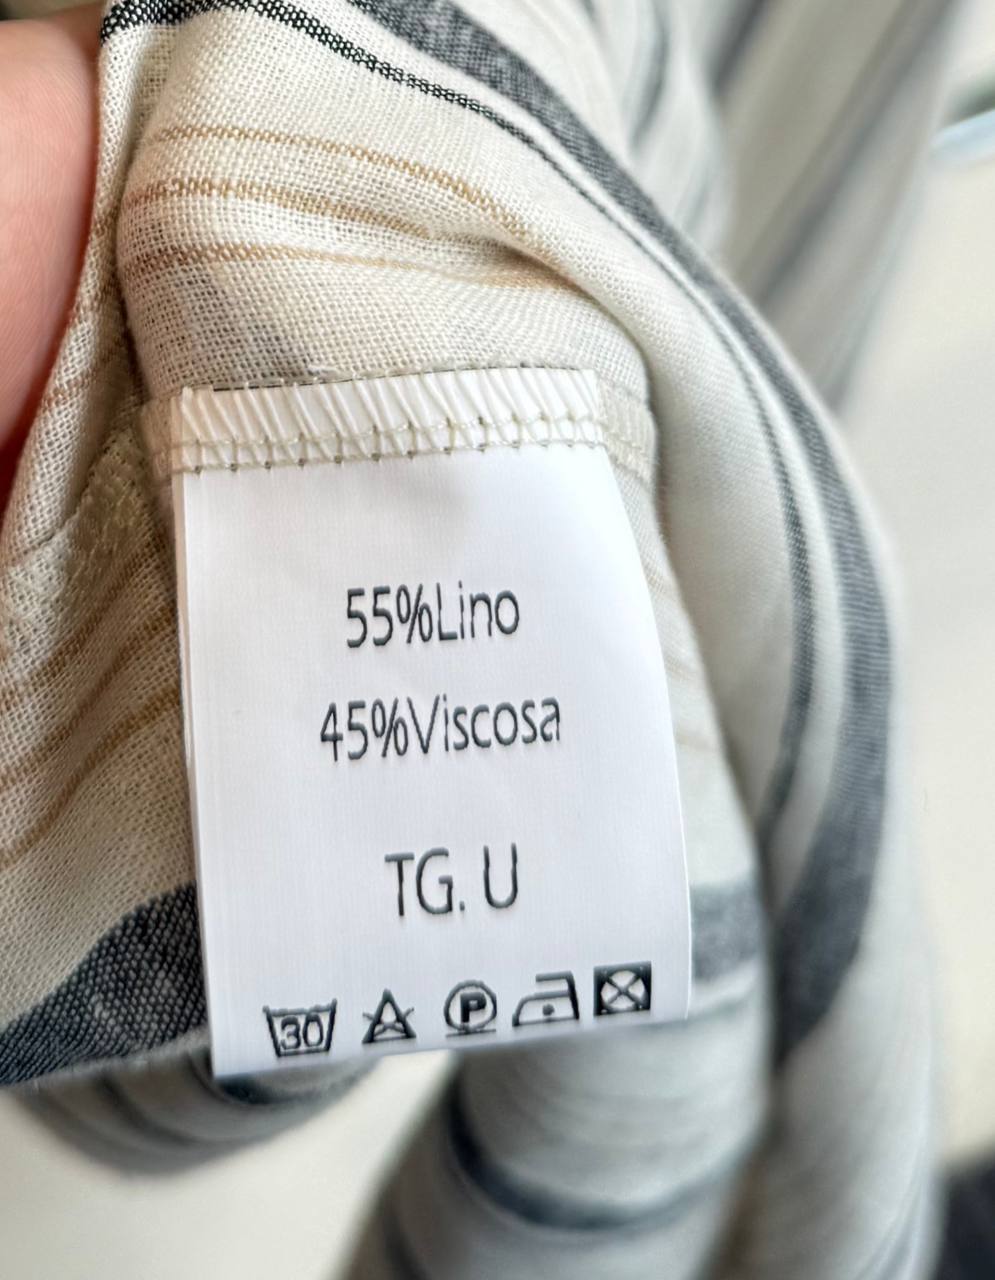 55%Lino
45%Viscosa
TG. U
30 P